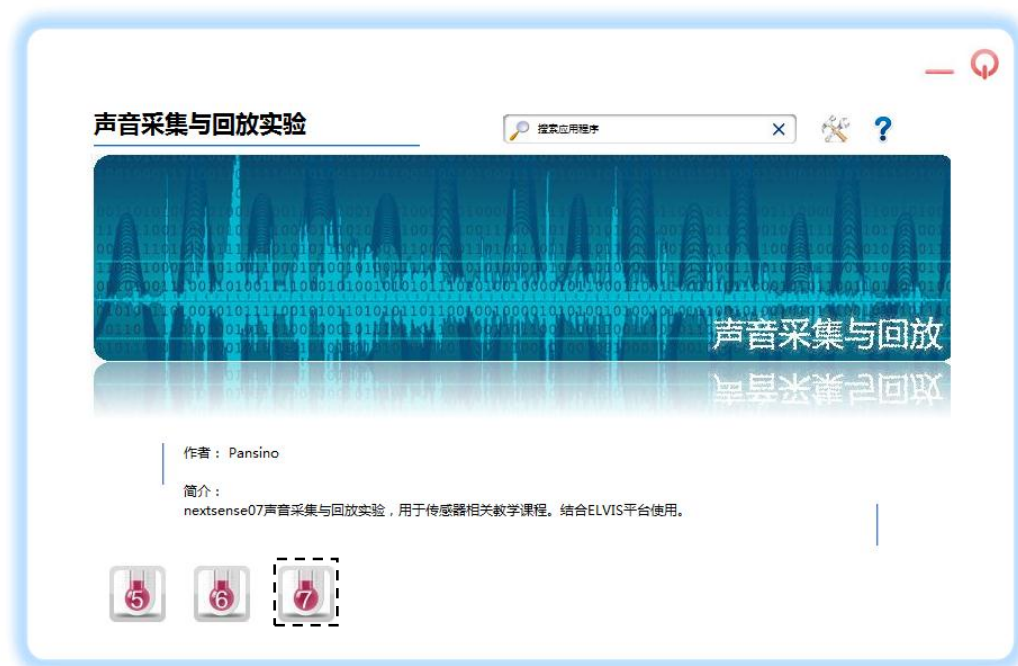 声音采集与回放实验
搜索应用程序
声音采集与回放
作者： Pansino
简介：
nextsense07声音采集与回放实验，用于传感器相关教学课程。结合ELVIS平台使用。
5 6 7